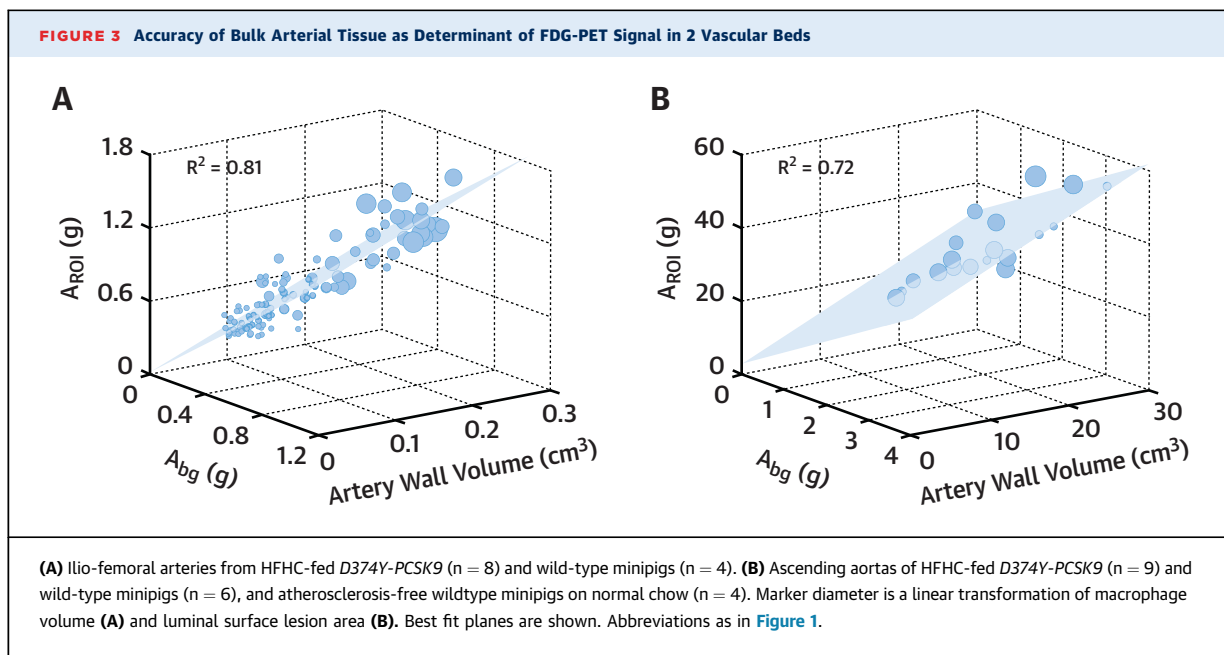 FIGURE 3 Accuracy of Bulk Arterial Tissue as Determinant of FDG-PET Signal in 2 Vascular Beds
A
1.8
1.2
0.6
0
A_ROI (g)
R² = 0.81
0
0.4
0.8
1.2
A_bg (g)
0
0.1
0.2
0.3
Artery Wall Volume (cm³)
B
60
40
20
0
A_ROI (g)
R² = 0.72
0
1
2
3
4
A_bg (g)
0
10
20
30
Artery Wall Volume (cm³)
(A) Ilio-femoral arteries from HFHC-fed D374Y-PCSK9 (n = 8) and wild-type minipigs (n = 4). (B) Ascending aortas of HFHC-fed D374Y-PCSK9 (n = 9) and
wild-type minipigs (n = 6), and atherosclerosis-free wildtype minipigs on normal chow (n = 4). Marker diameter is a linear transformation of macrophage
volume (A) and luminal surface lesion area (B). Best fit planes are shown. Abbreviations as in Figure 1.